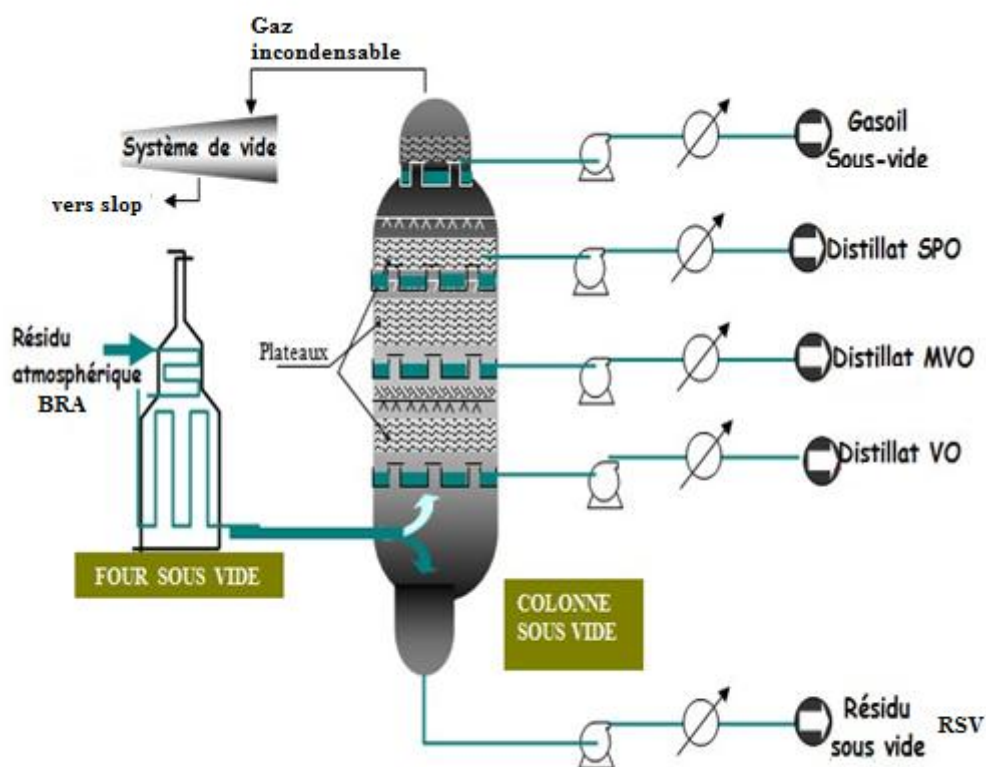 Gaz
incondensable
Système de vide
vers slop
Gasoil
Sous-vide
Distillat SPO
Résidu
atmosphérique
BRA
Plateaux
Distillat MVO
Distillat VO
FOUR SOUS VIDE
COLONNE
SOUS VIDE
Résidu
sous vide
RSV